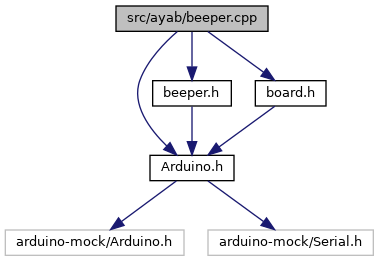 src/ayab/beeper.cpp
beeper.h
board.h
Arduino.h
arduino-mock/Arduino.h
arduino-mock/Serial.h